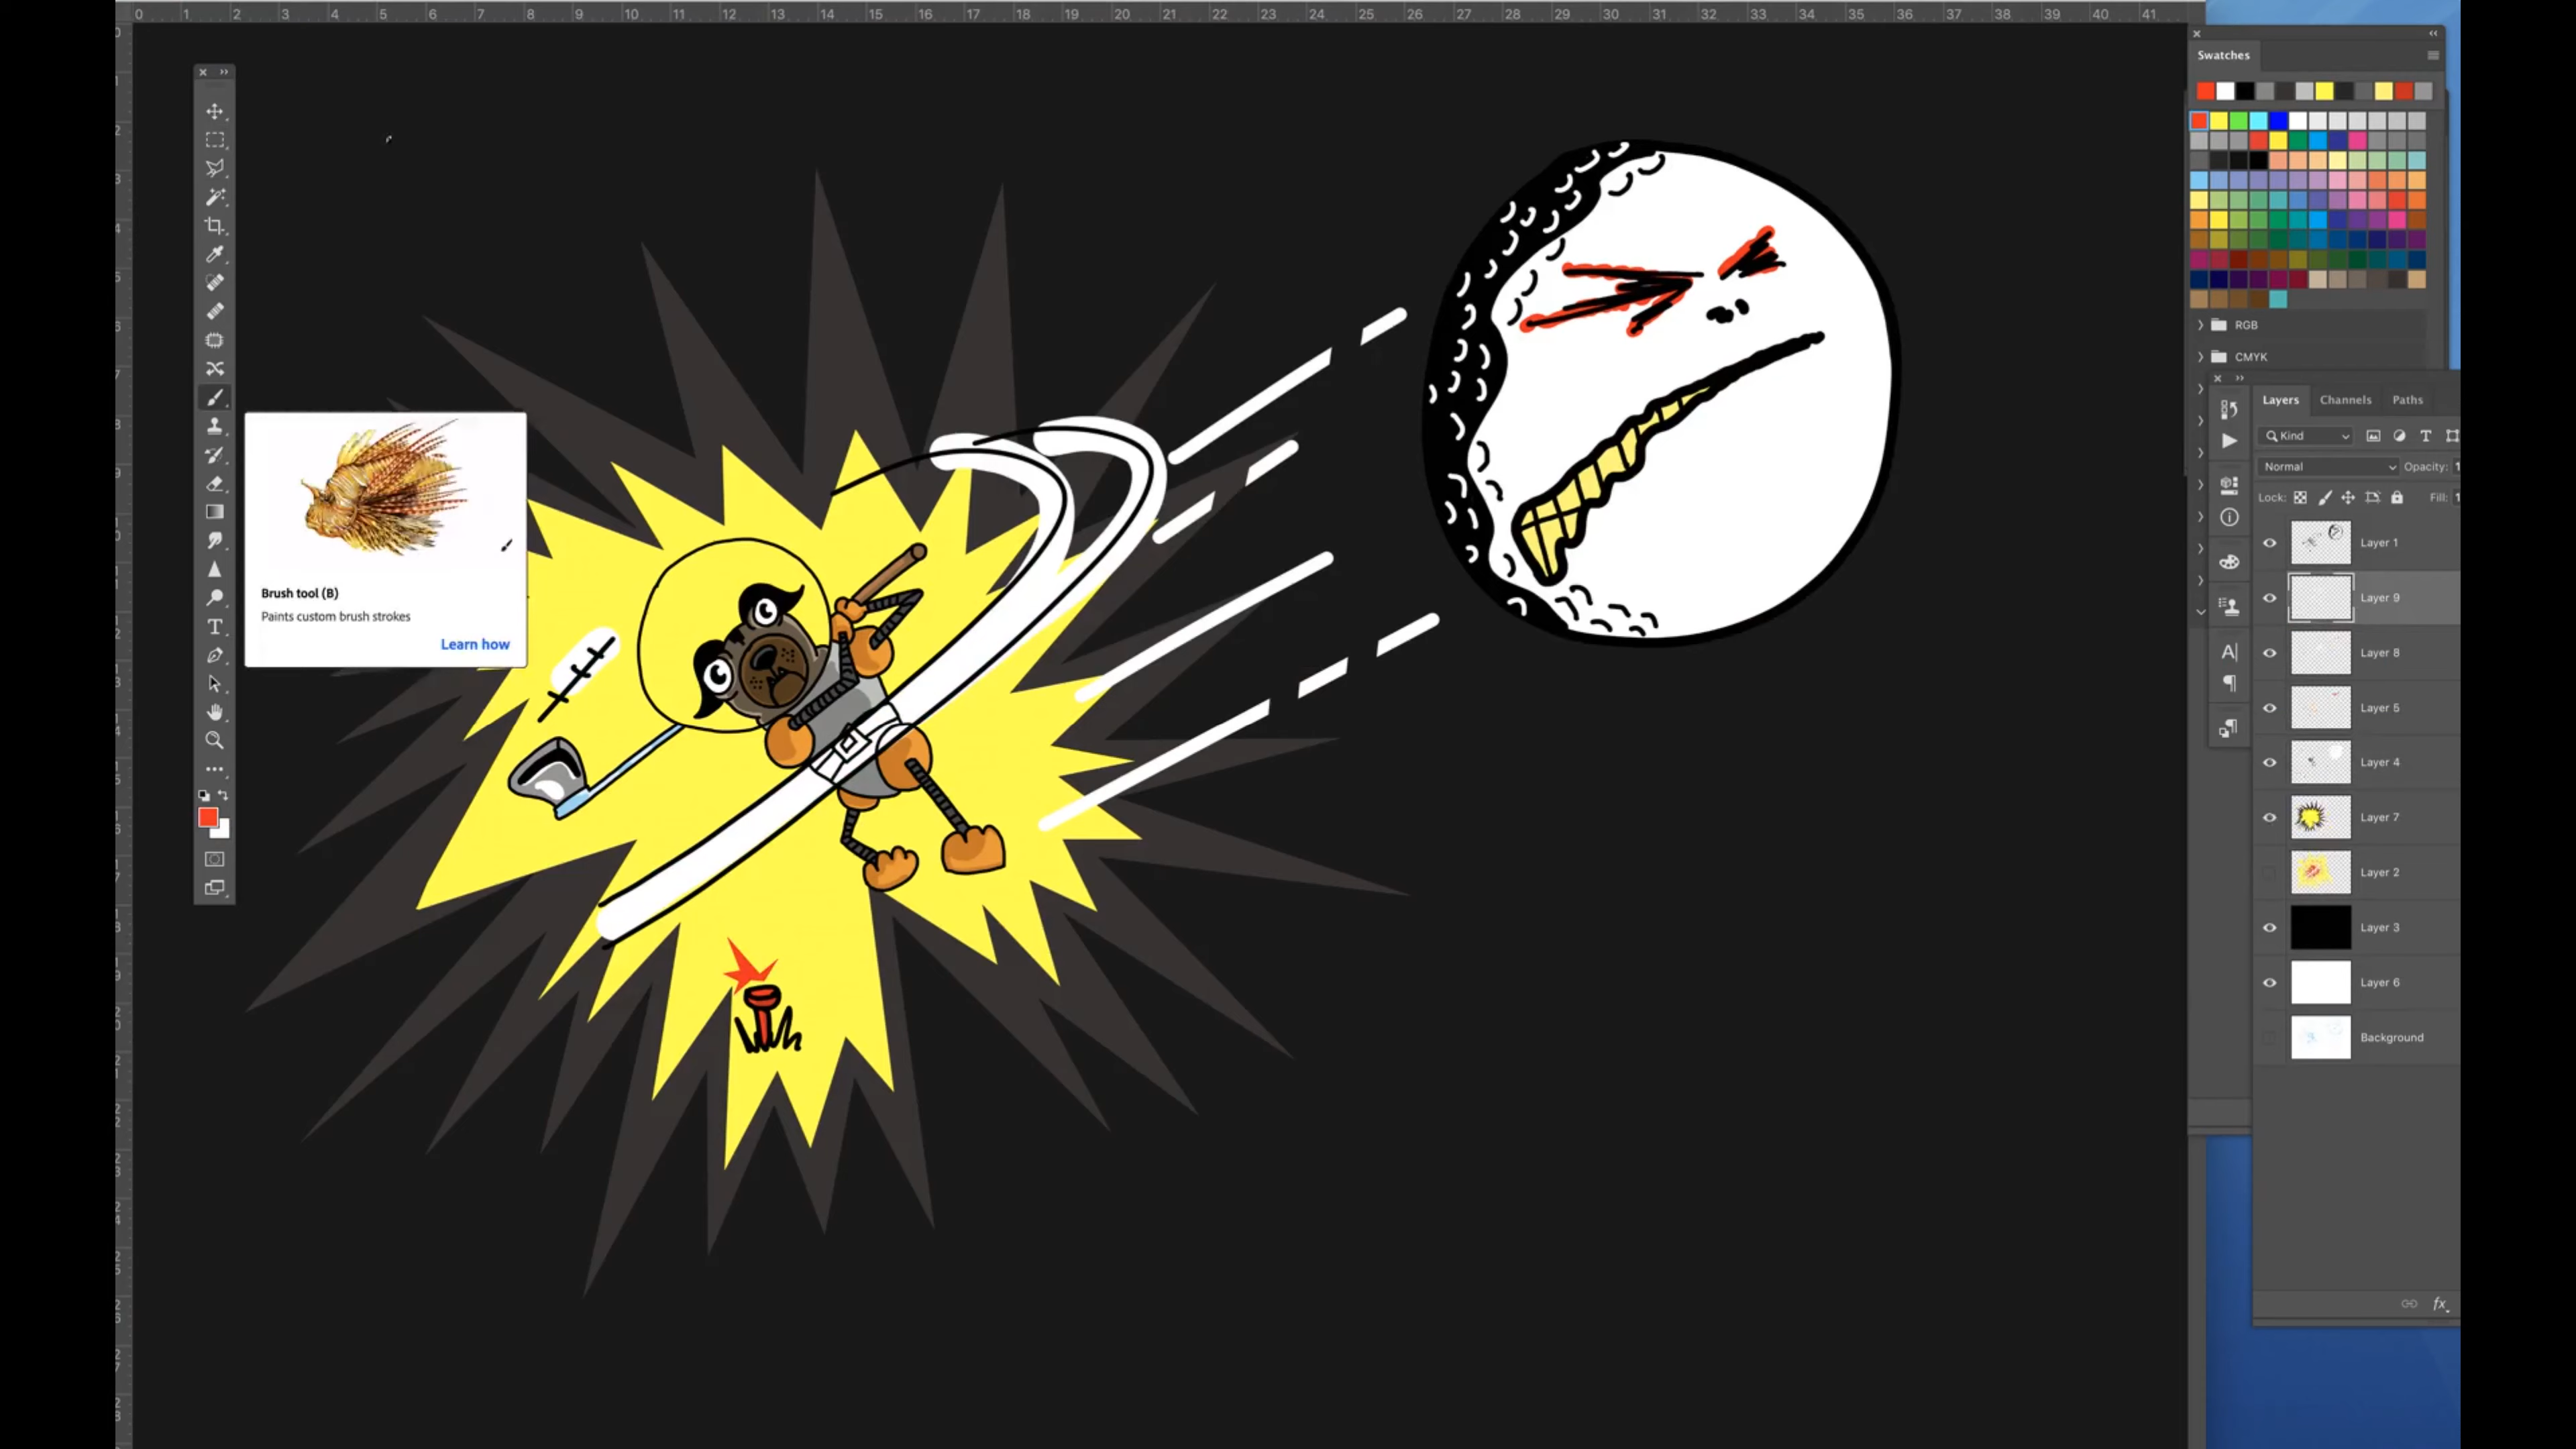 0 1 2 3 4 5 6 7 8 9 10 11 12 13 14 15 16 17 18 19 20 21 22 23 24 25 26 27 28 29 30 31 32 33 34 35 36 37 38 39 40 41
Swatches
RGB
CMYK
Brush tool (B)
Paints custom brush strokes
Learn how
Layers Channels Paths
Kind
Normal Opacity: 1
Lock: Fill: 1
Layer 1
Layer 9
Layer 8
Layer 5
Layer 4
Layer 7
Layer 2
Layer 3
Layer 6
Background
fx